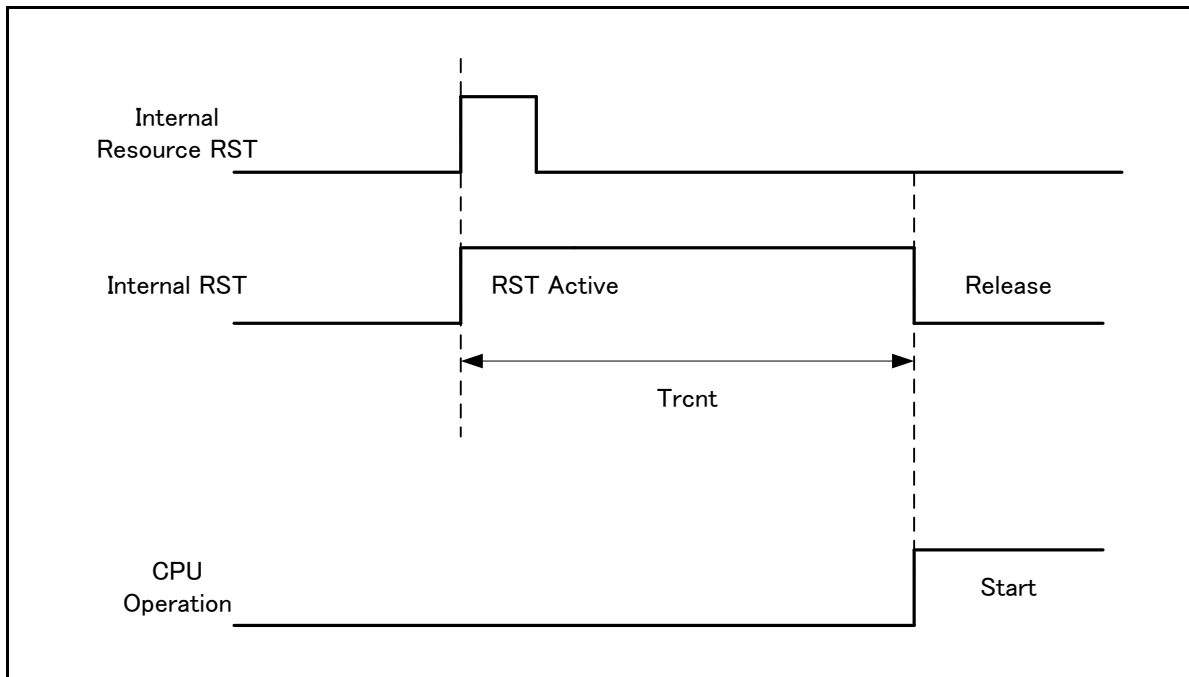 Internal
Resource RST
Internal RST
RST Active
Release
Trcnt
CPU
Operation
Start